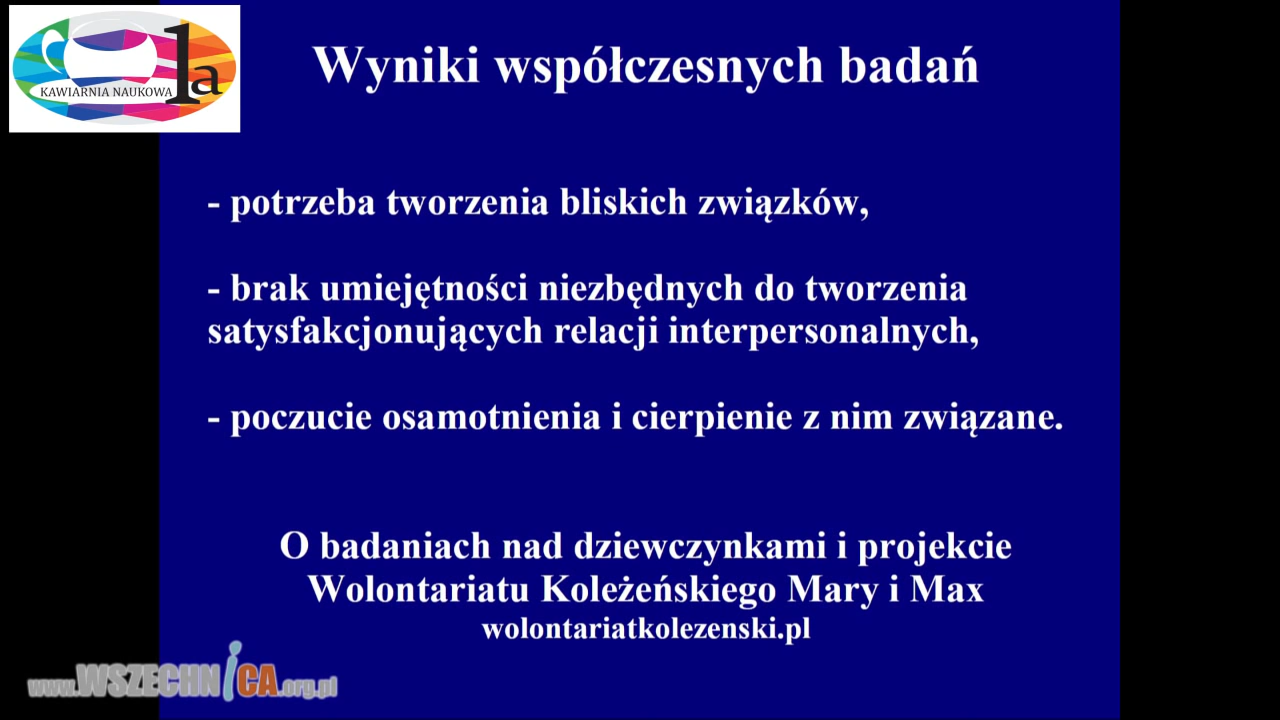 KAWIARNIA NAUKOWA 1a
Wyniki współczesnych badań
- potrzeba tworzenia bliskich związków,
- brak umiejętności niezbędnych do tworzenia
satysfakcjonujących relacji interpersonalnych,
- poczucie osamotnienia i cierpienie z nim związane.
O badaniach nad dziewczynkami i projekcie
Wolontariatu Koleżeńskiego Mary i Max
wolontariatkolezenski.pl
www.WSZECHNiCA.org.pl